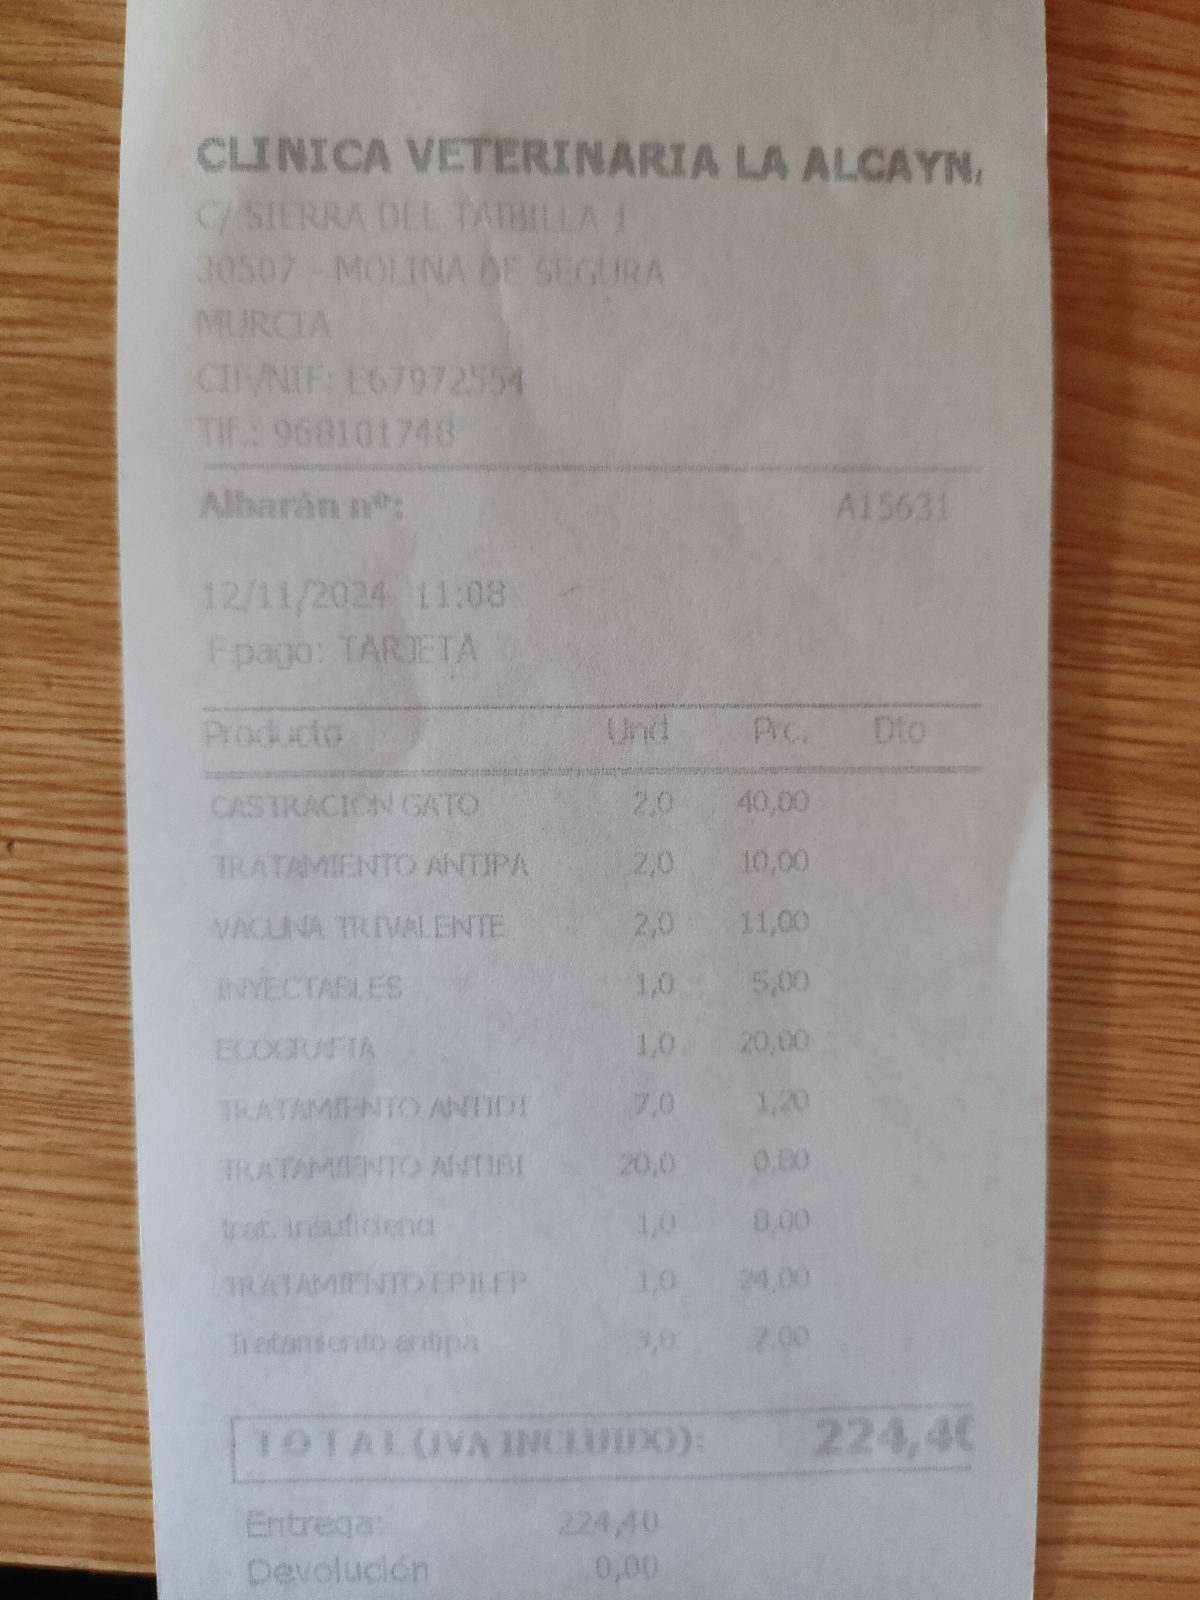 CLINICA VETERINARIA LA ALCAYN
C/ SIERRA DEL TAIBILLA 1
30507 - MOLINA DE SEGURA
MURCIA
CIF/NIF: E67972554
Tlf.: 968101748
Albarán nº: A15631
12/11/2024 11:08
F.pago: TARJETA
Producto Und Prc. Dto
CASTRACION GATO 2,0 40,00
TRATAMIENTO ANTIPA 2,0 10,00
VACUNA TRIVALENTE 2,0 11,00
INYECTABLES 1,0 5,00
ECOGRAFIA 1,0 20,00
TRATAMIENTO ANTIDI 7,0 1,20
TRATAMIENTO ANTIBI 20,0 0,80
trat. insuficienci 1,0 8,00
TRATAMIENTO EPILEP 1,0 24,00
Tratamiento antipa 3,0 7,00
TOTAL (IVA INCLUIDO): 224,40
Entrega: 224,40
Devolución 0,00